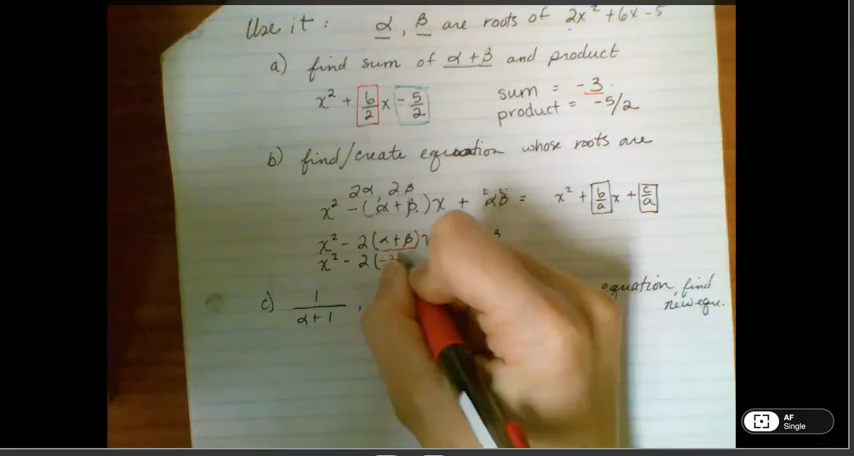 Use it : α, β are roots of 2x² + 6x - 5
a) find sum of α + β and product
x² + 6/2 x - 5/2
sum = -3
product = -5/2
b) find/create equation whose roots are
2α, 2β
x² - (α + β)x + αβ = x² + b/a x + c/a
x² - 2(α + β)
x² - 2(-3
c) 1/(α + 1) ,
equation, find
new equ.
AF
Single